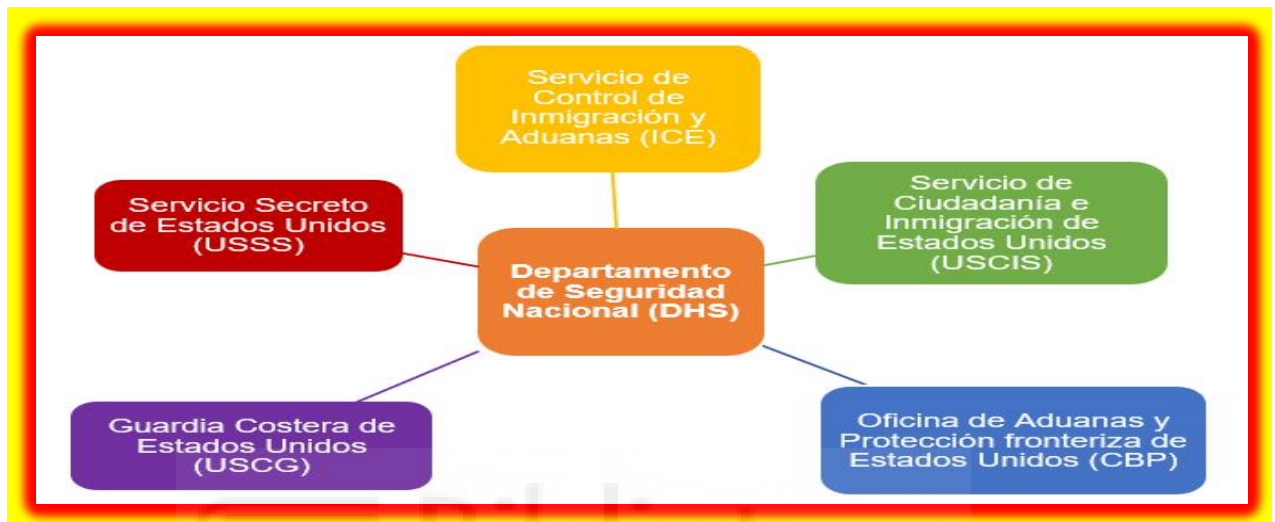 Servicio de
Control de
Inmigración y
Aduanas (ICE)
Servicio Secreto
de Estados Unidos
(USSS)
Servicio de
Ciudadanía e
Inmigración de
Estados Unidos
(USCIS)
Departamento
de Seguridad
Nacional (DHS)
Guardia Costera de
Estados Unidos
(USCG)
Oficina de Aduanas y
Protección fronteriza de
Estados Unidos (CBP)